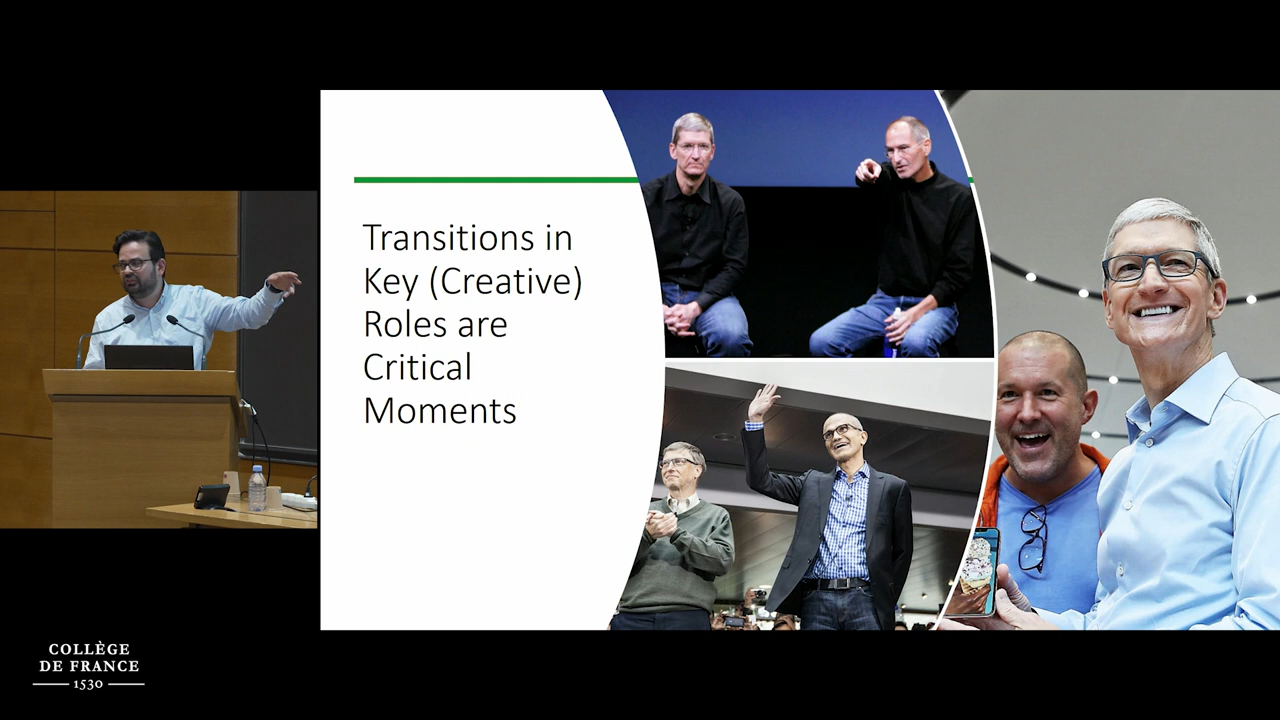 Transitions in
Key (Creative)
Roles are
Critical
Moments
COLLÈGE
DE FRANCE
1530